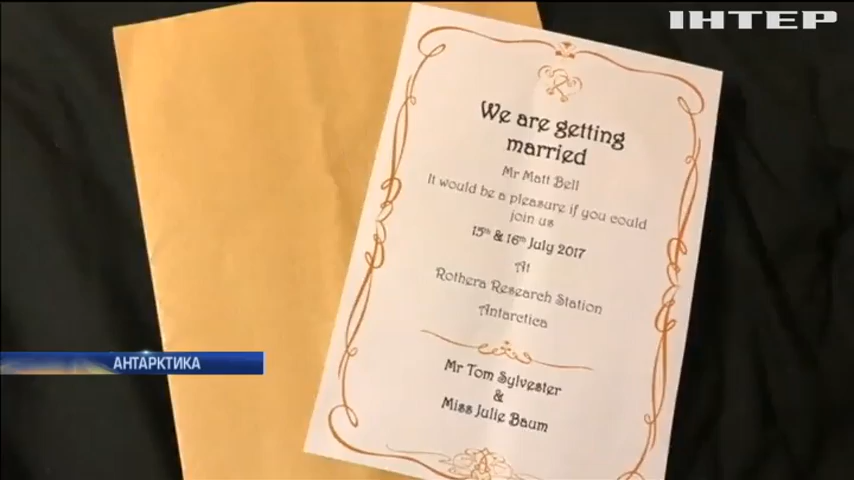 ІНТЕР
We are getting
married
Mr Matt Bell
It would be a pleasure if you could
join us
15th & 16th July 2017
At
Rothera Research Station
Antarctica
Mr Tom Sylvester
&
Miss Julie Baum
АНТАРКТИКА